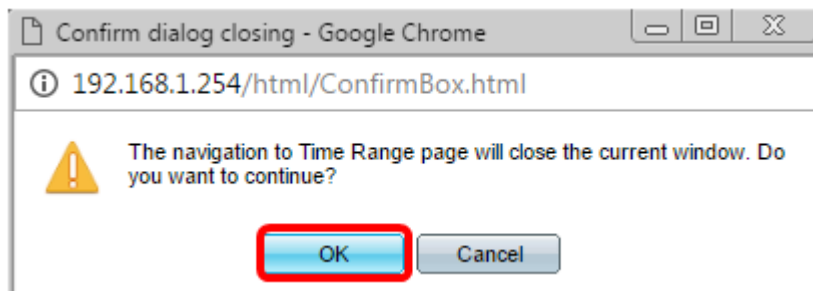 Confirm dialog closing - Google Chrome
192.168.1.254/html/ConfirmBox.html
The navigation to Time Range page will close the current window. Do
you want to continue?
OK
Cancel